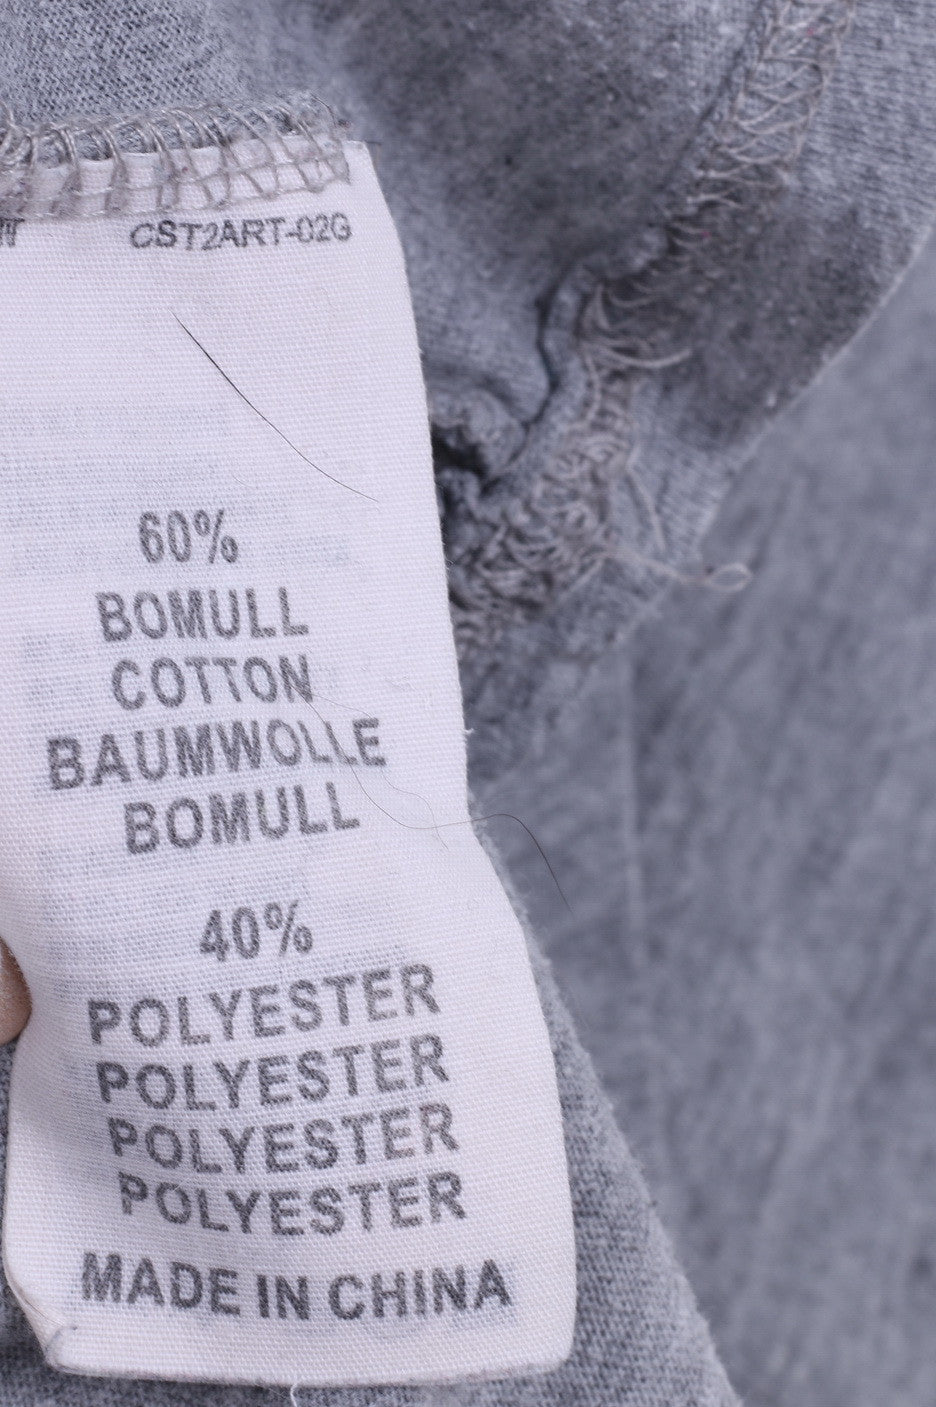 CST2ART-02G
60%
BOMULL
COTTON
BAUMWOLLE
BOMULL
40%
POLYESTER
POLYESTER
POLYESTER
POLYESTER
MADE IN CHINA